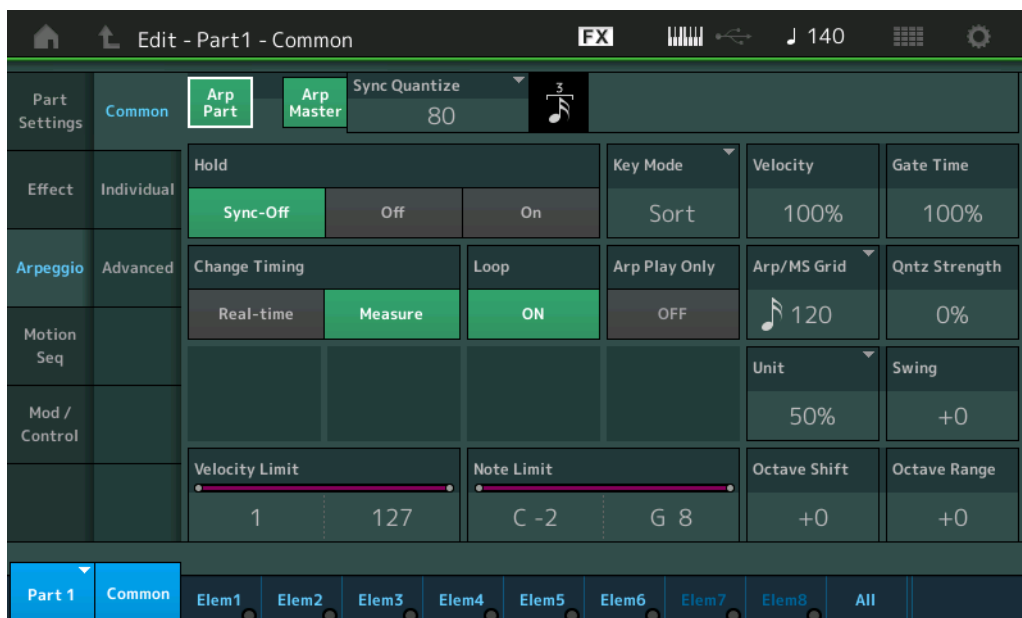 Edit - Part1 - Common
FX
140
Part
Settings
Effect
Arpeggio
Motion
Seq
Mod /
Control
Common
Individual
Advanced
Arp
Part
Arp
Master
Sync Quantize
80
3
Hold
Sync-Off
Off
On
Key Mode
Sort
Velocity
100%
Gate Time
100%
Change Timing
Real-time
Measure
Loop
ON
Arp Play Only
OFF
Arp/MS Grid
120
Qntz Strength
0%
Unit
50%
Swing
+0
Velocity Limit
1
127
Note Limit
C -2
G 8
Octave Shift
+0
Octave Range
+0
Part 1
Common
Elem1
Elem2
Elem3
Elem4
Elem5
Elem6
Elem7
Elem8
All